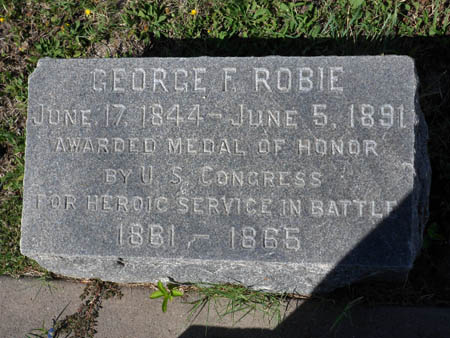 GEORGE F. ROBIE
JUNE 17, 1844 - JUNE 5, 1891
AWARDED MEDAL OF HONOR
BY U. S. CONGRESS
FOR HEROIC SERVICE IN BATTLE
1861 - 1865